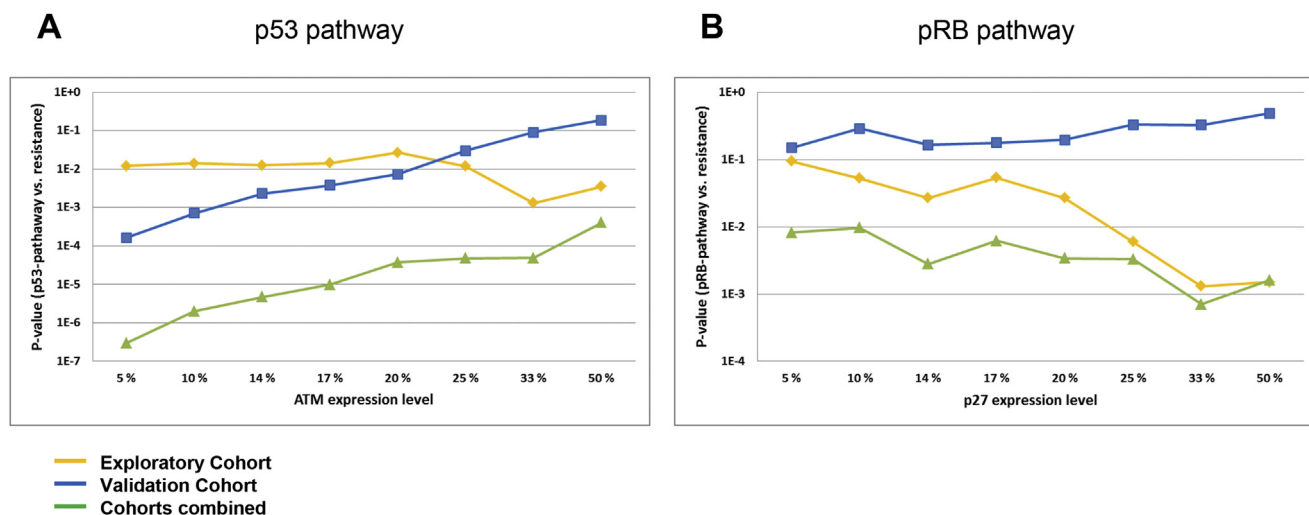 A
p53 pathway
P-value (p53-pathaway vs. resistance)
1E+0
1E-1
1E-2
1E-3
1E-4
1E-5
1E-6
1E-7
5 %
10 %
14 %
17 %
20 %
25 %
33 %
50 %
ATM expression level
B
pRB pathway
P-value (pRB-pathway vs. resistance)
1E+0
1E-1
1E-2
1E-3
1E-4
5 %
10 %
14 %
17 %
20 %
25 %
33 %
50 %
p27 expression level
Exploratory Cohort
Validation Cohort
Cohorts combined